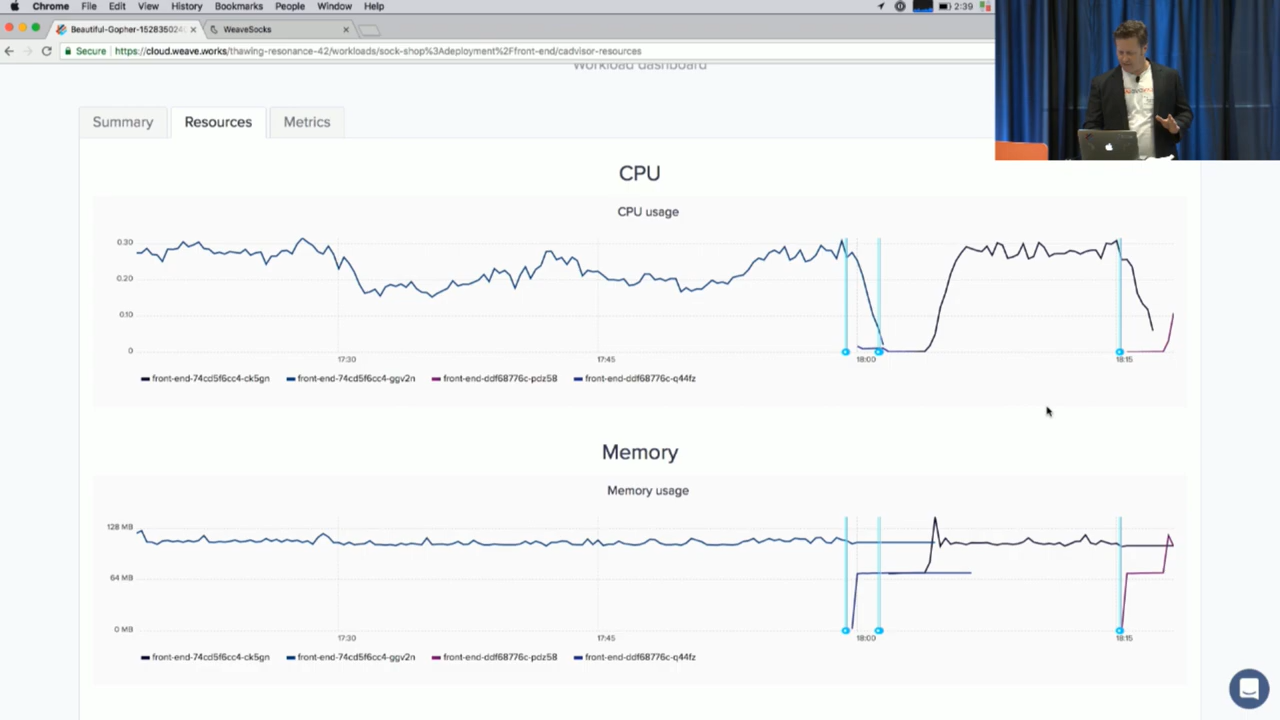 Chrome File Edit View History Bookmarks People Window Help 2:39
Beautiful-Gopher-15283502 WeaveSocks
Secure https://cloud.weave.works/thawing-resonance-42/workloads/sock-shop%3Adeployment%2Ffront-end/cadvisor-resources
Workload dashboard
Summary Resources Metrics
CPU
CPU usage
0.30
0.20
0.10
0
17:30 17:45 18:00 18:15
front-end-74cd5f6cc4-ck5gn front-end-74cd5f6cc4-ggv2n front-end-ddf68776c-pdz58 front-end-ddf68776c-q44fz
Memory
Memory usage
128 MB
64 MB
0 MB
17:30 17:45 18:00 18:15
front-end-74cd5f6cc4-ck5gn front-end-74cd5f6cc4-ggv2n front-end-ddf68776c-pdz58 front-end-ddf68776c-q44fz